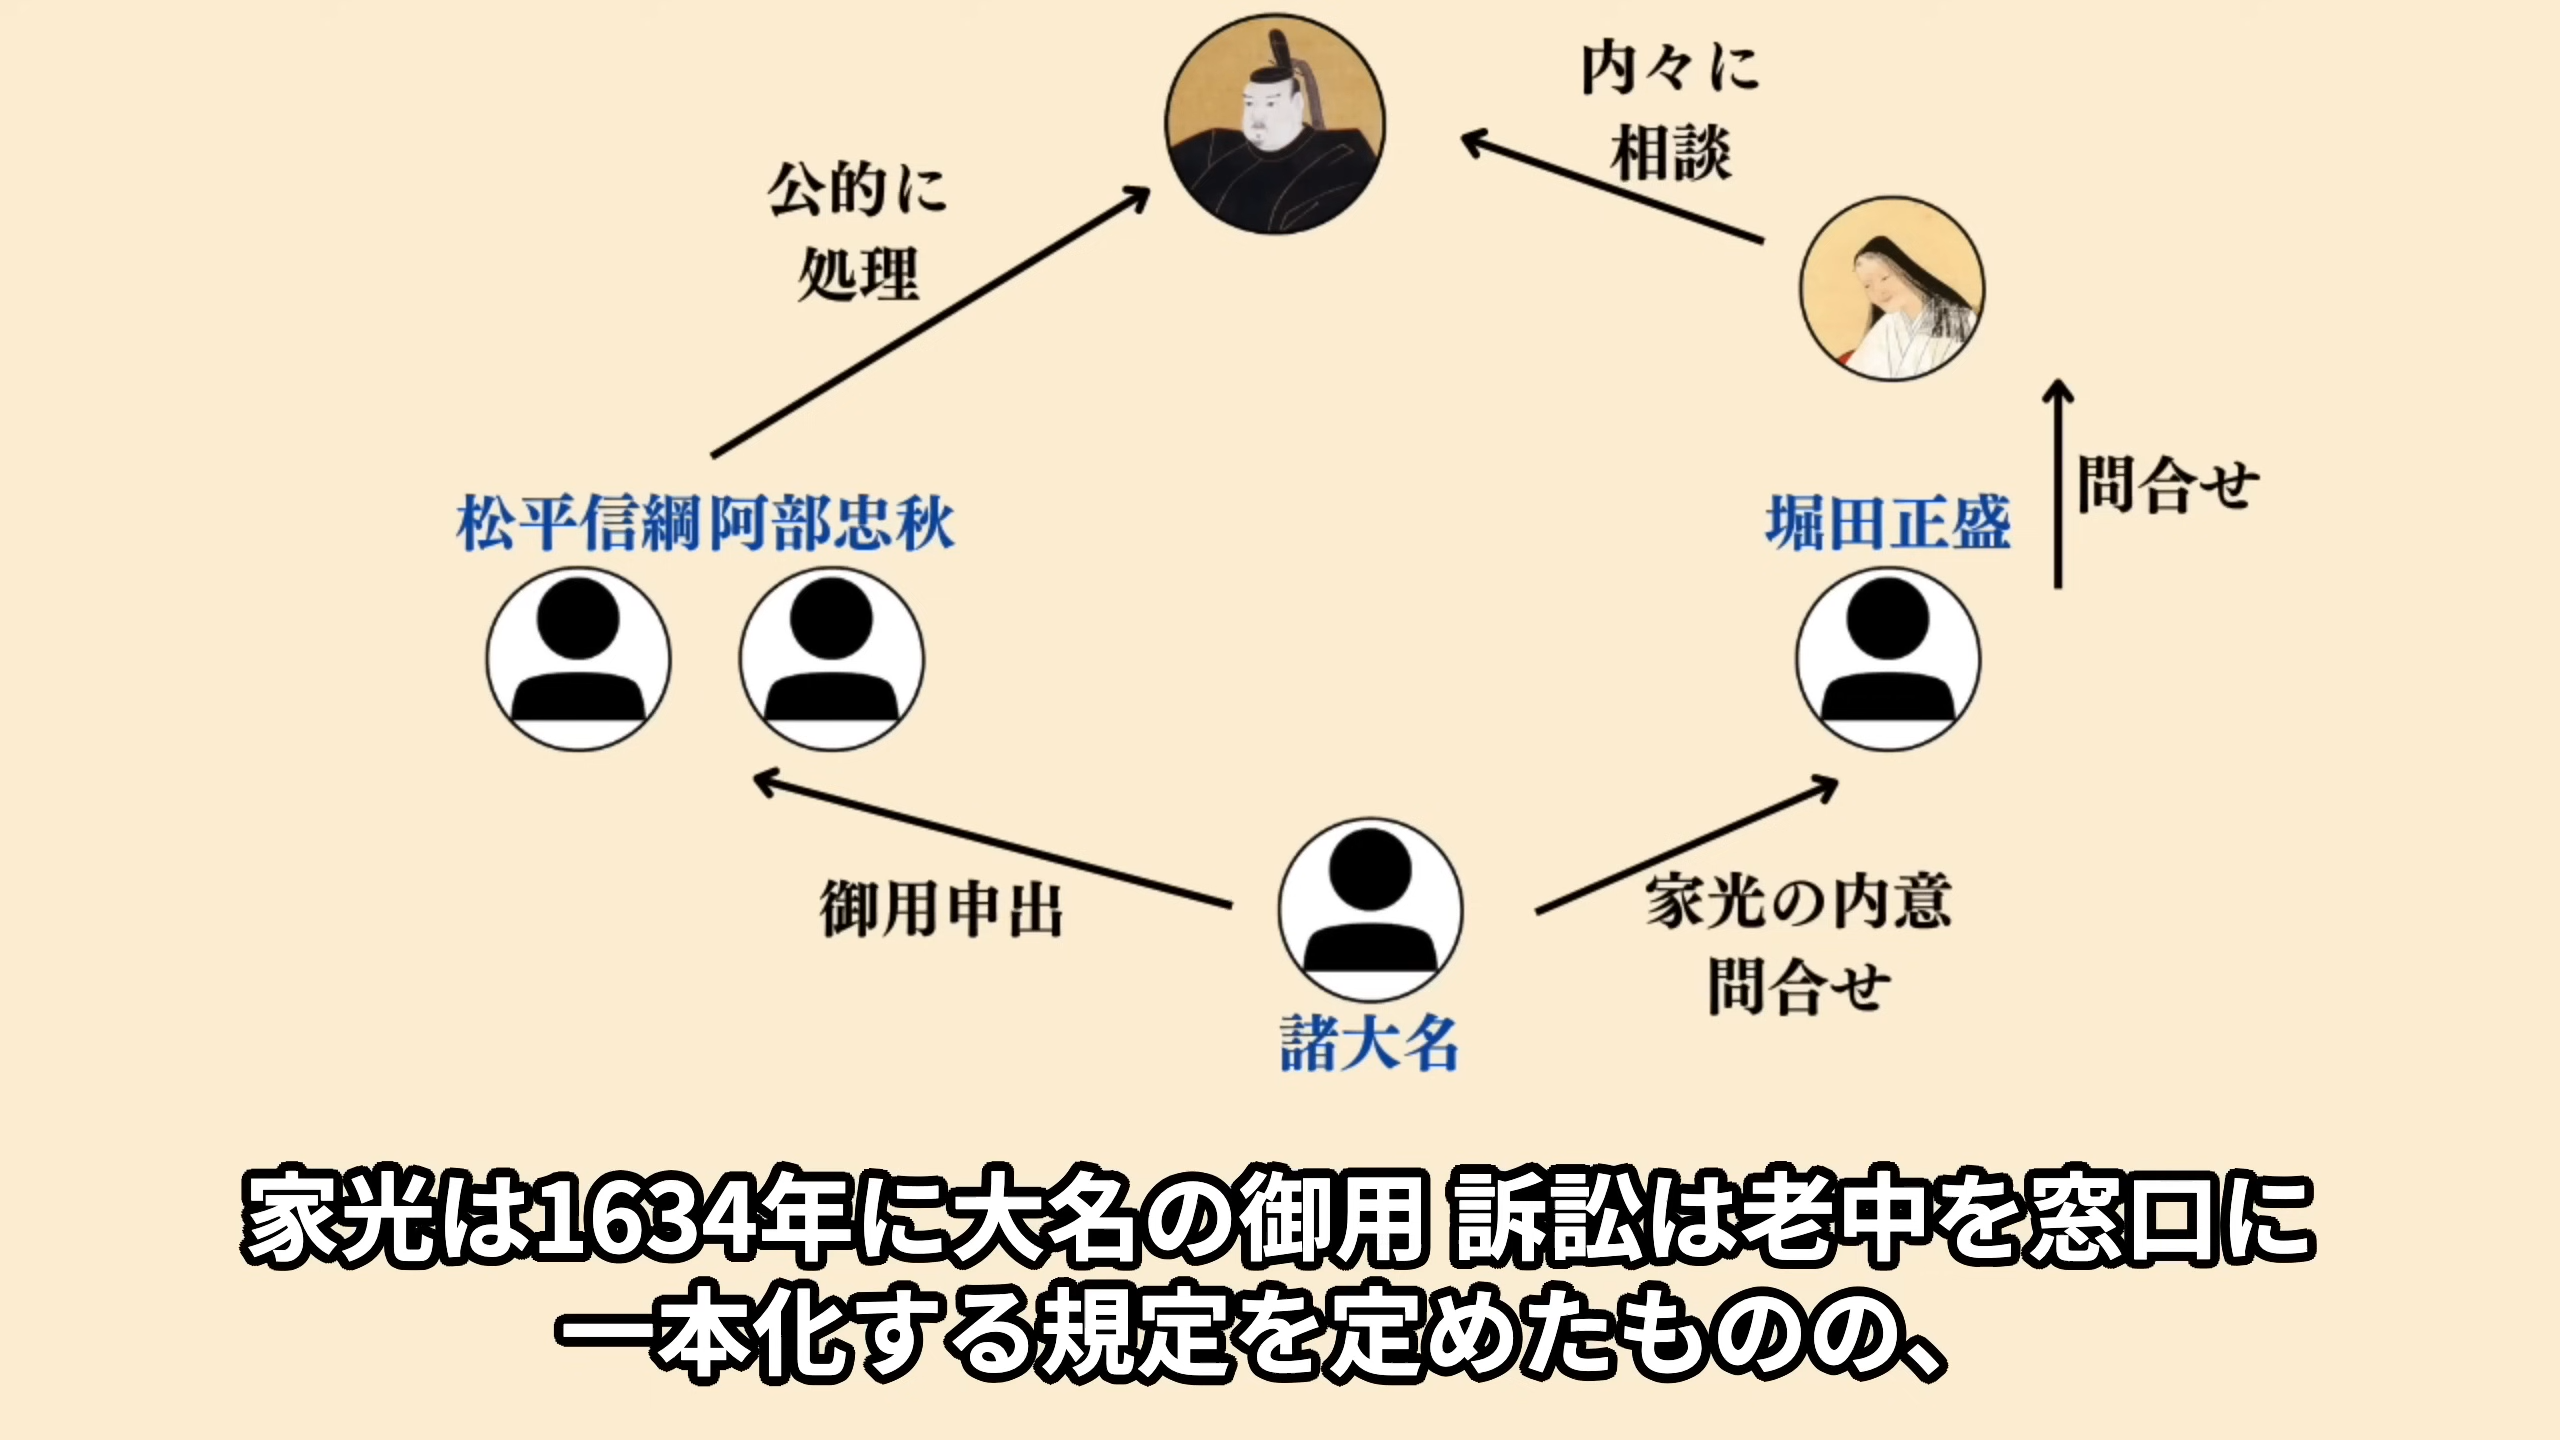 内々に
相談
公的に
処理
問合せ
松平信綱 阿部忠秋
堀田正盛
御用申出
家光の内意
問合せ
諸大名
家光は1634年に大名の御用 訴訟は老中を窓口に
一本化する規定を定めたものの、